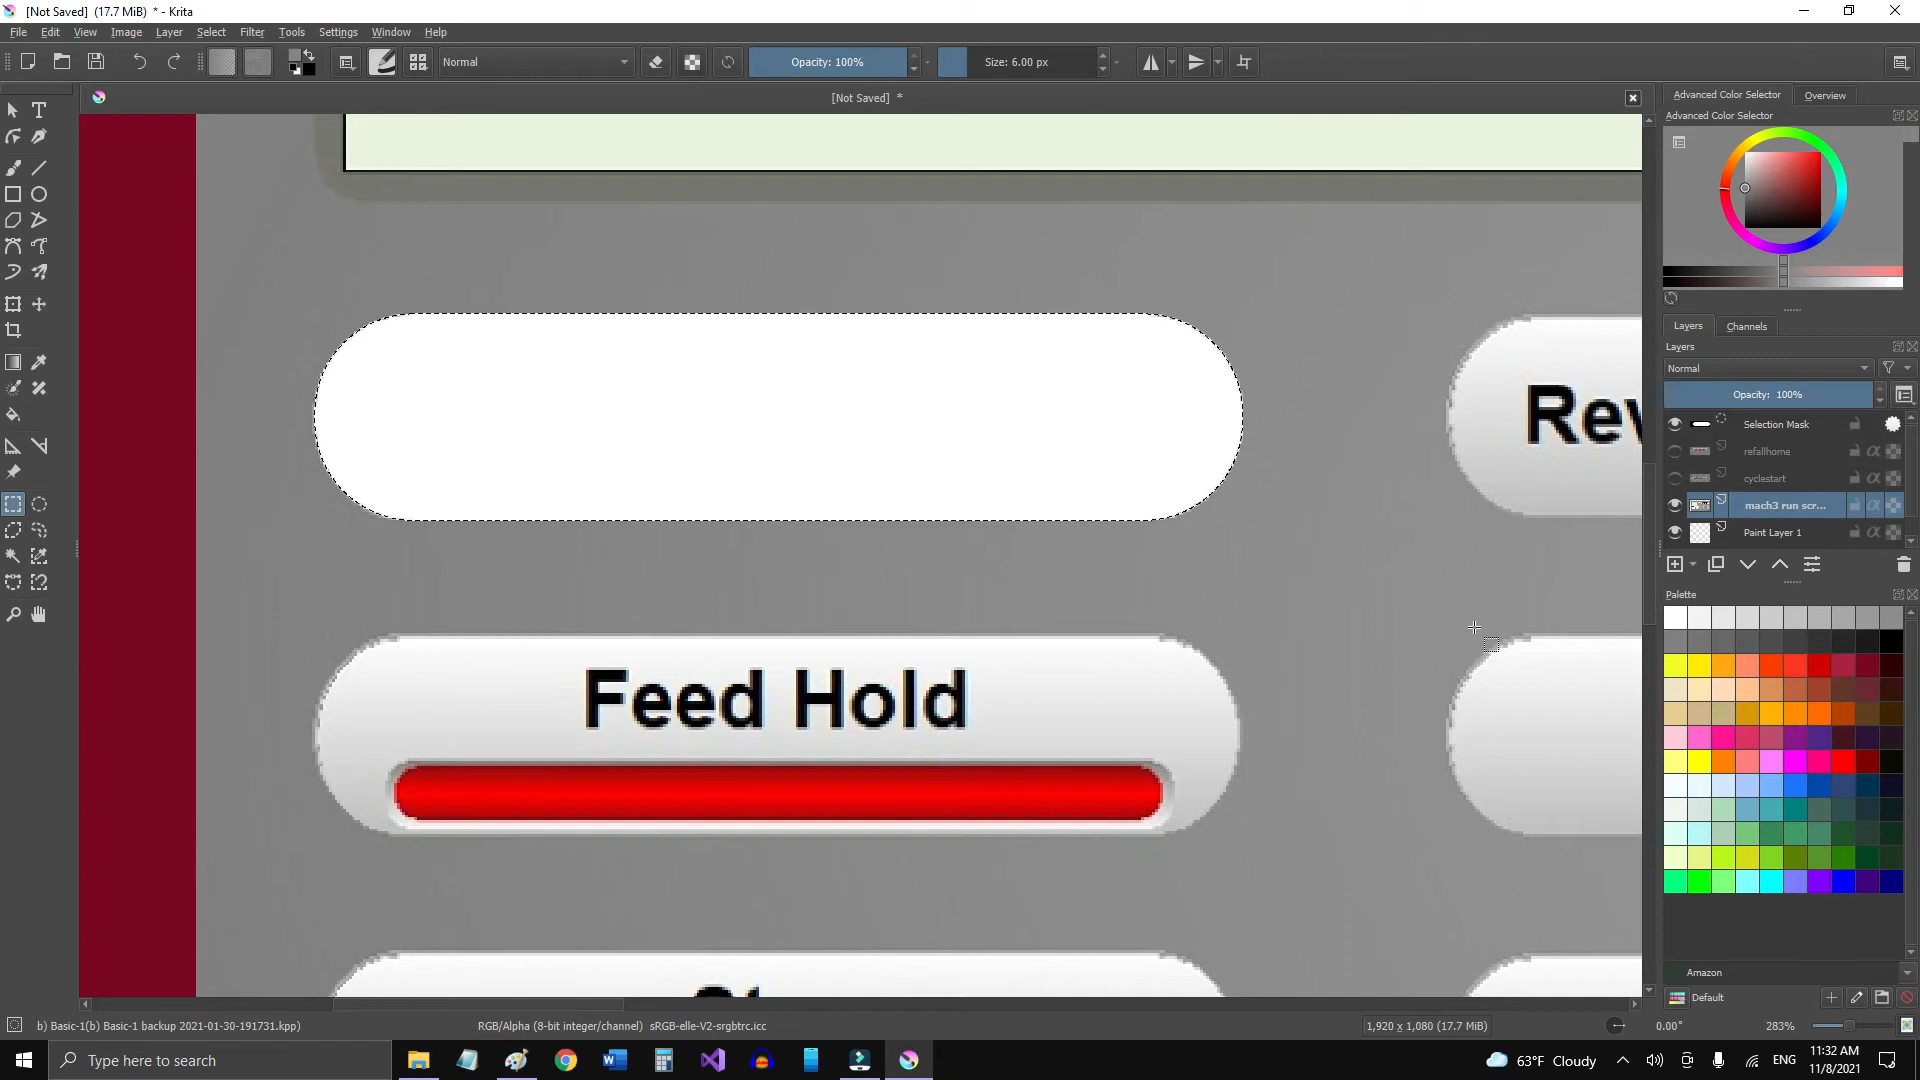 [Not Saved] (17.7 MiB) * - Krita
File Edit View Image Layer Select Filter Tools Settings Window Help
Normal
Opacity: 100%
Size: 6.00 px
[Not Saved] *
Advanced Color Selector
Overview
Advanced Color Selector
Layers
Channels
Layers
Normal
Opacity: 100%
Selection Mask
refallhome
cyclestart
mach3 run scr...
Paint Layer 1
Feed Hold
Palette
Amazon
Default
b) Basic-1(b) Basic-1 backup 2021-01-30-191731.kpp)
RGB/Alpha (8-bit integer/channel) sRGB-elle-V2-srgbtrc.icc
1,920 x 1,080 (17.7 MiB)
0.00°
283%
Type here to search
63°F Cloudy
ENG
11:32 AM
11/8/2021